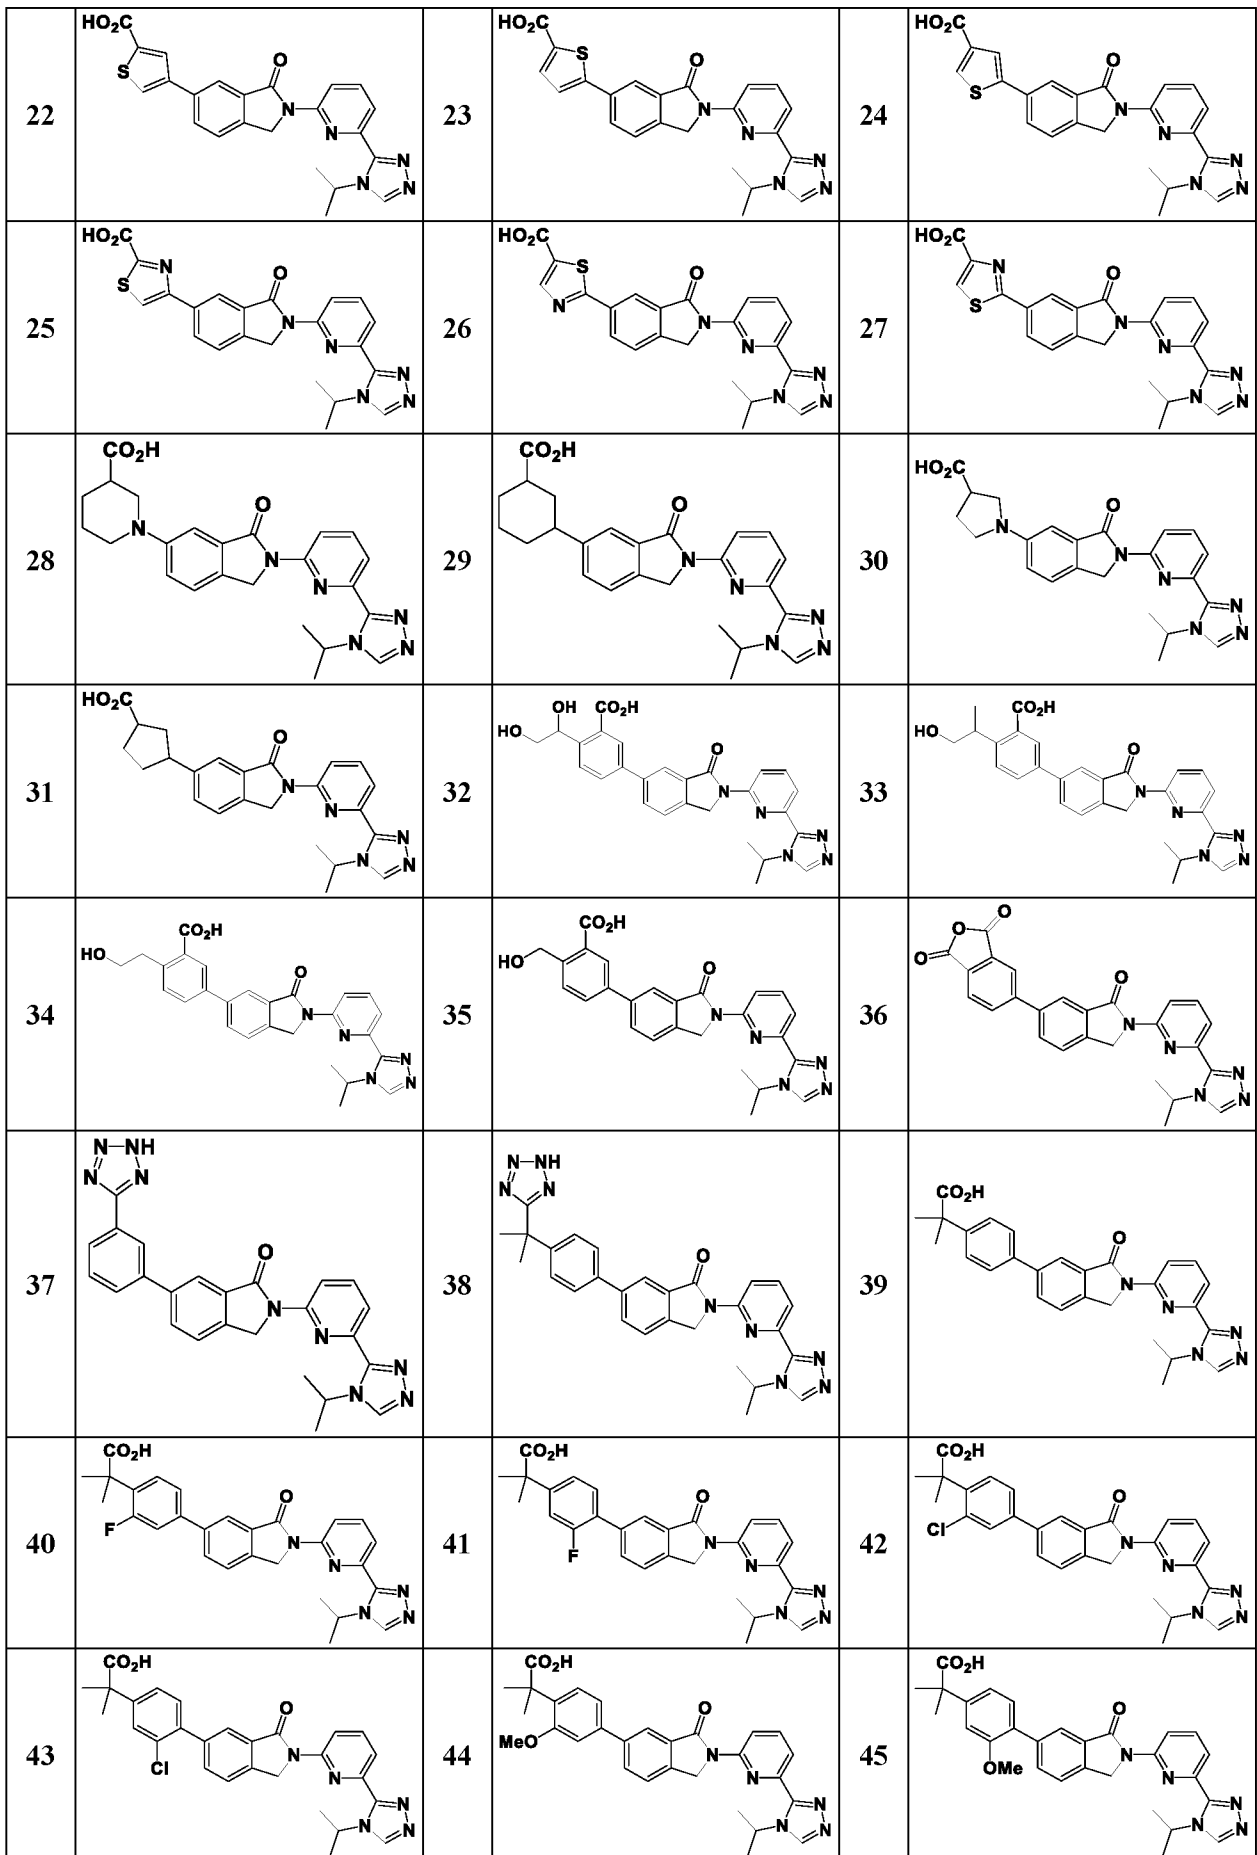 22 HO2C S O N N N N N
23 HO2C S O N N N N N
24 HO2C S O N N N N N
25 HO2C N S O N N N N N
26 HO2C S N O N N N N N
27 HO2C N S O N N N N N
28 CO2H N O N N N N N
29 CO2H O N N N N N
30 HO2C N O N N N N N
31 HO2C O N N N N N
32 OH CO2H HO O N N N N N
33 CO2H HO O N N N N N
34 CO2H HO O N N N N N
35 CO2H HO O N N N N N
36 O O O O N N N N N
37 N NH N N O N N N N N
38 N NH N N O N N N N N
39 CO2H O N N N N N
40 CO2H F O N N N N N
41 CO2H F O N N N N N
42 CO2H Cl O N N N N N
43 CO2H Cl O N N N N N
44 CO2H MeO O N N N N N
45 CO2H OMe O N N N N N